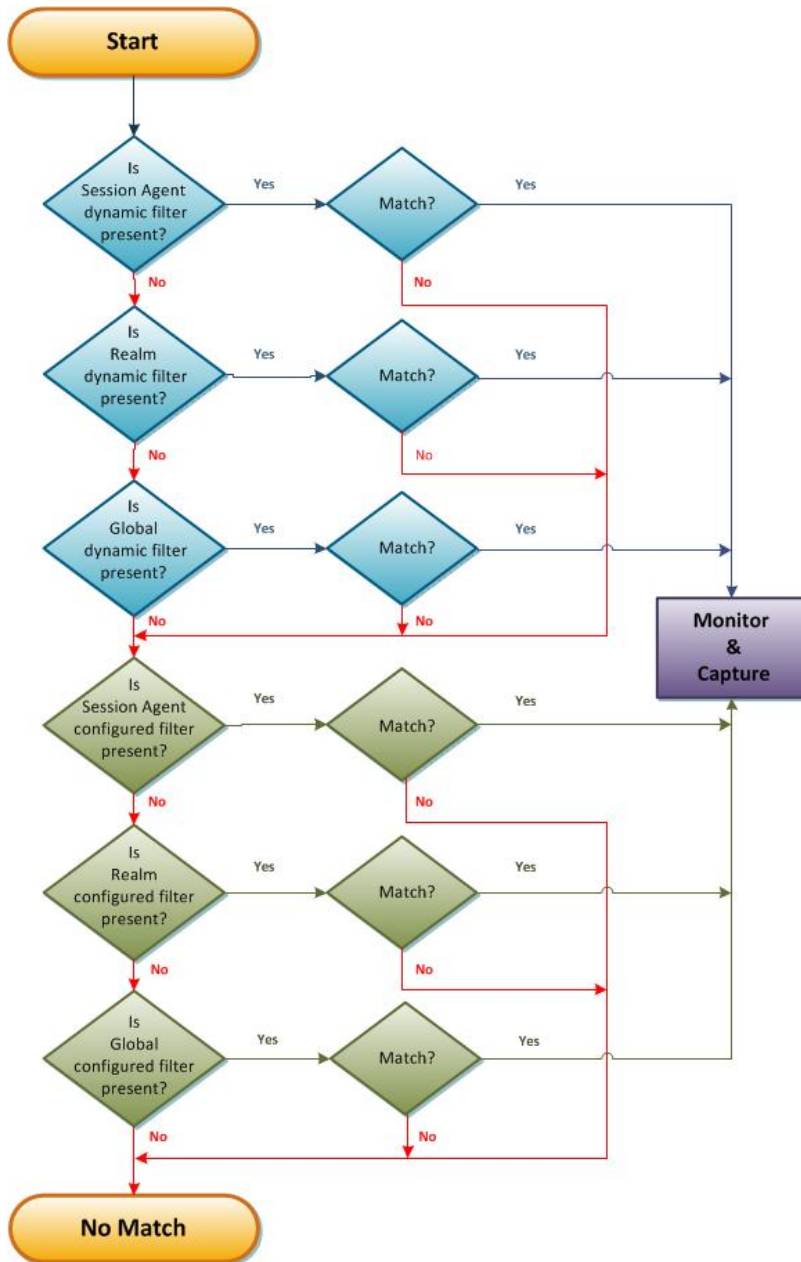 Start
Is
Session Agent
dynamic filter
present?
Yes
Match?
Yes
No
No
Is
Realm
dynamic filter
present?
Yes
Match?
Yes
No
No
Is
Global
dynamic filter
present?
Yes
Match?
Yes
No
No
Monitor
&
Capture
Is
Session Agent
configured filter
present?
Yes
Match?
Yes
No
No
Is
Realm
configured filter
present?
Yes
Match?
Yes
No
No
Is
Global
configured filter
present?
Yes
Match?
Yes
No
No
No Match